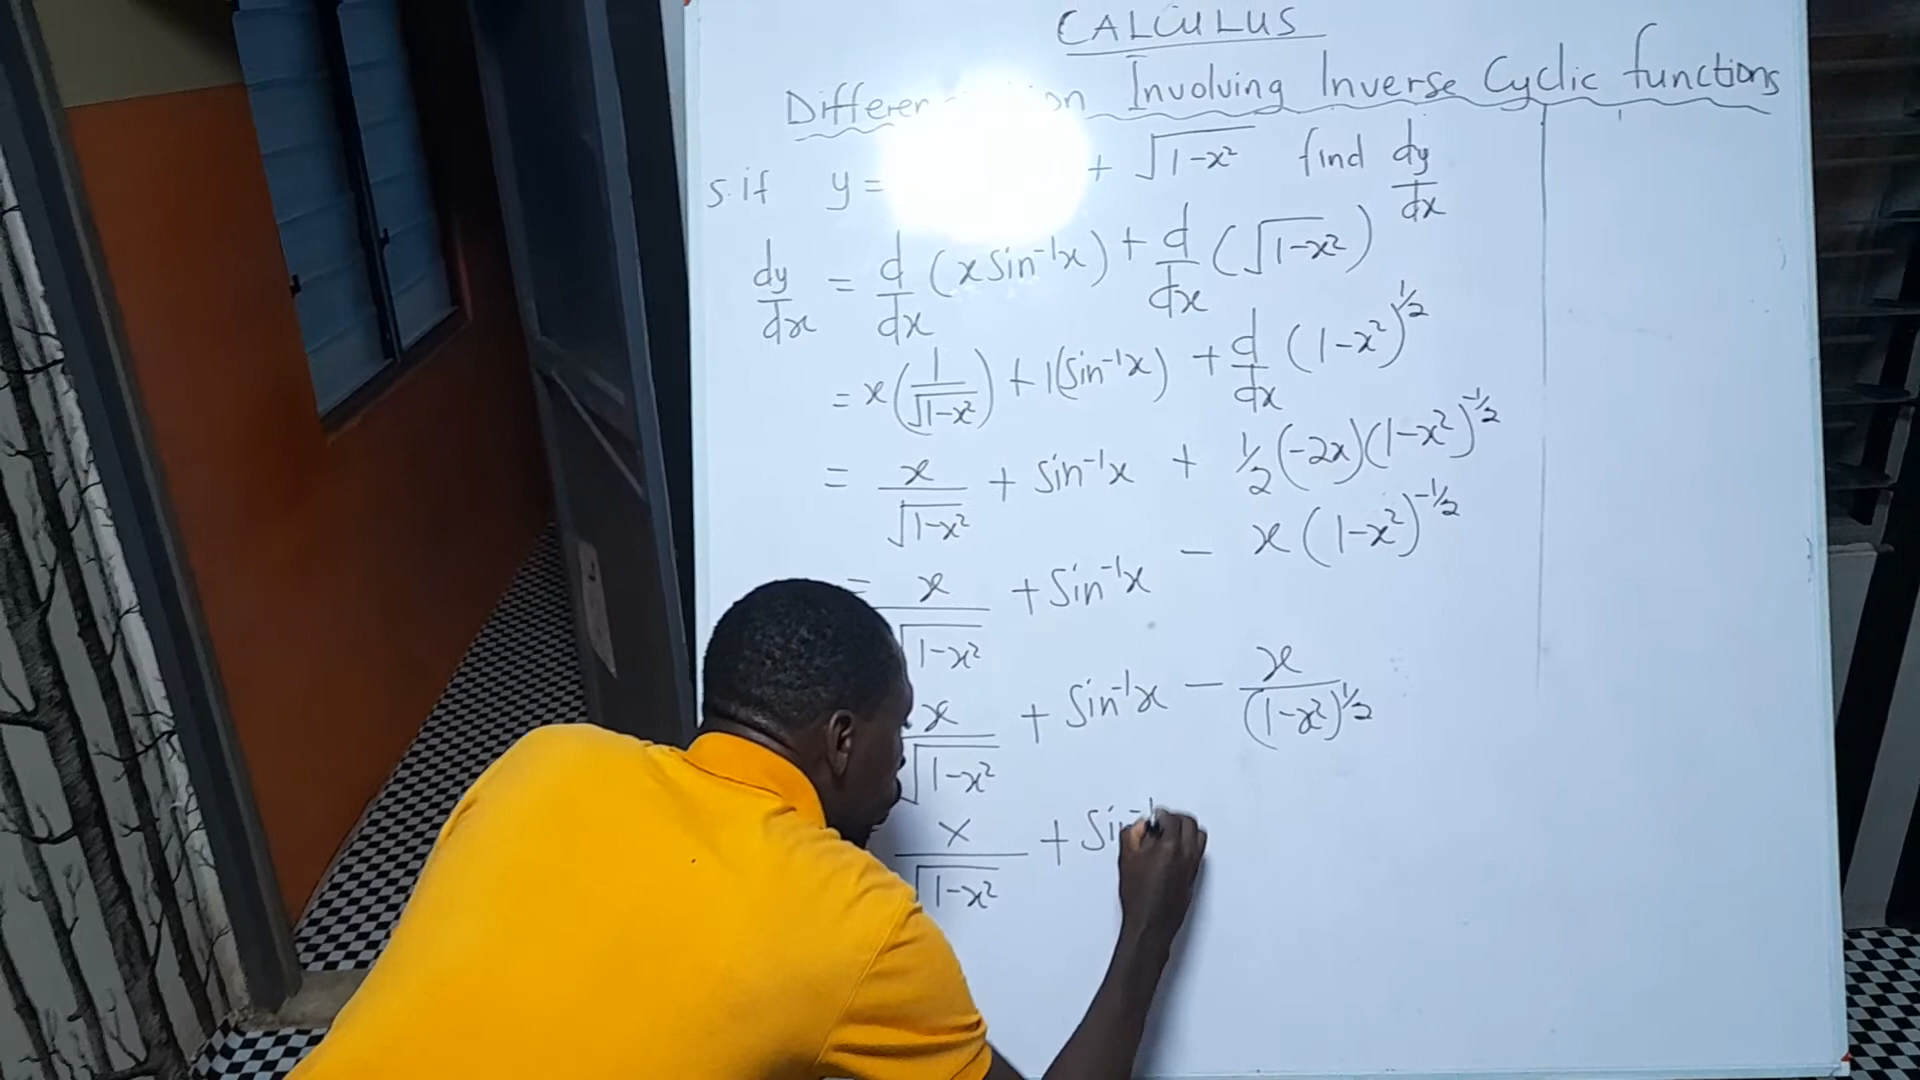 CALCULUS
Involving Inverse Cyclic functions
5. if y = + √(1-x²) find dy/dx
dy/dx = d/dx (x Sin⁻¹x) + d/dx (√(1-x²))
= x(1/√(1-x²)) + 1(Sin⁻¹x) + d/dx (1-x²)^½
= x/√(1-x²) + Sin⁻¹x + ½(-2x)(1-x²)^-½
= x/√(1-x²) + Sin⁻¹x - x(1-x²)^-½
x/√(1-x²) + Sin⁻¹x - x/(1-x²)^½
x/√(1-x²) + Sin⁻¹